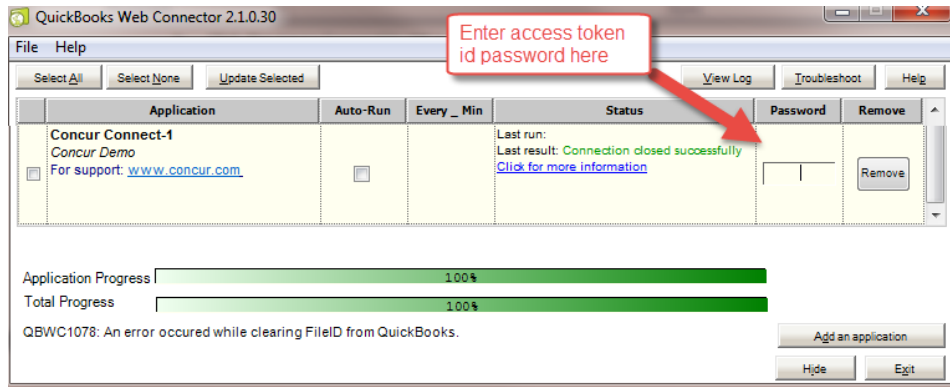 QuickBooks Web Connector 2.1.0.30
Enter access token
id password here
File Help
Select All Select None Update Selected View Log Troubleshoot Help
Application Auto-Run Every _ Min Status Password Remove
Concur Connect-1
Concur Demo
For support: www.concur.com
Last run:
Last result: Connection closed successfully
Click for more information
Remove
Application Progress 100%
Total Progress 100%
QBWC1078: An error occured while clearing FileID from QuickBooks.
Add an application
Hide Exit